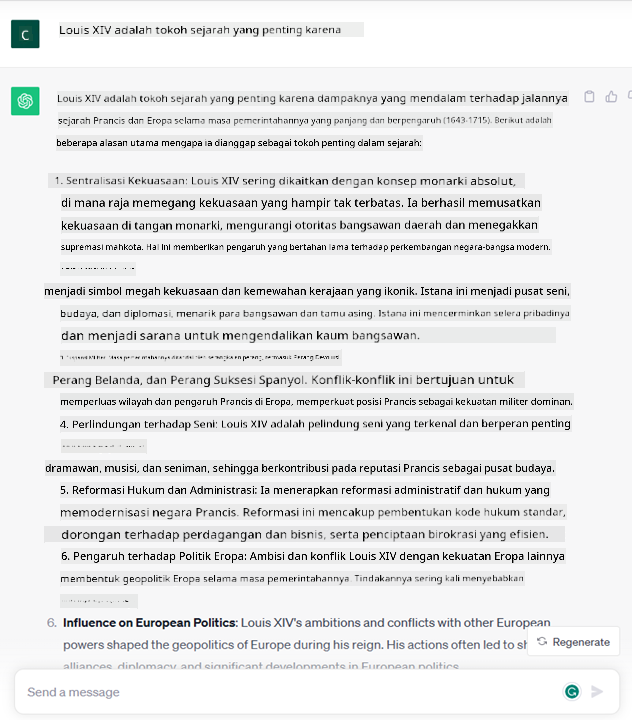 C
Louis XIV adalah tokoh sejarah yang penting karena
Louis XIV adalah tokoh sejarah yang penting karena dampaknya yang mendalam terhadap jalannya
sejarah Prancis dan Eropa selama masa pemerintahannya yang panjang dan berpengaruh (1643-1715). Berikut adalah
beberapa alasan utama mengapa ia dianggap sebagai tokoh penting dalam sejarah:
1. Sentralisasi Kekuasaan: Louis XIV sering dikaitkan dengan konsep monarki absolut,
di mana raja memegang kekuasaan yang hampir tak terbatas. Ia berhasil memusatkan
kekuasaan di tangan monarki, mengurangi otoritas bangsawan daerah dan menegakkan
supremasi mahkota. Hal ini memberikan pengaruh yang bertahan lama terhadap perkembangan negara-bangsa modern.
menjadi simbol megah kekuasaan dan kemewahan kerajaan yang ikonik. Istana ini menjadi pusat seni,
budaya, dan diplomasi, menarik para bangsawan dan tamu asing. Istana ini mencerminkan selera pribadinya
dan menjadi sarana untuk mengendalikan kaum bangsawan.
Perang Belanda, dan Perang Suksesi Spanyol. Konflik-konflik ini bertujuan untuk
memperluas wilayah dan pengaruh Prancis di Eropa, memperkuat posisi Prancis sebagai kekuatan militer dominan.
4. Perlindungan terhadap Seni: Louis XIV adalah pelindung seni yang terkenal dan berperan penting
dramawan, musisi, dan seniman, sehingga berkontribusi pada reputasi Prancis sebagai pusat budaya.
5. Reformasi Hukum dan Administrasi: Ia menerapkan reformasi administratif dan hukum yang
memodernisasi negara Prancis. Reformasi ini mencakup pembentukan kode hukum standar,
dorongan terhadap perdagangan dan bisnis, serta penciptaan birokrasi yang efisien.
6. Pengaruh terhadap Politik Eropa: Ambisi dan konflik Louis XIV dengan kekuatan Eropa lainnya
membentuk geopolitik Eropa selama masa pemerintahannya. Tindakannya sering kali menyebabkan
6. Influence on European Politics: Louis XIV's ambitions and conflicts with other European
powers shaped the geopolitics of Europe during his reign. His actions often led to
alliances, diplomacy, and significant developments in European politics.
Regenerate
Send a message